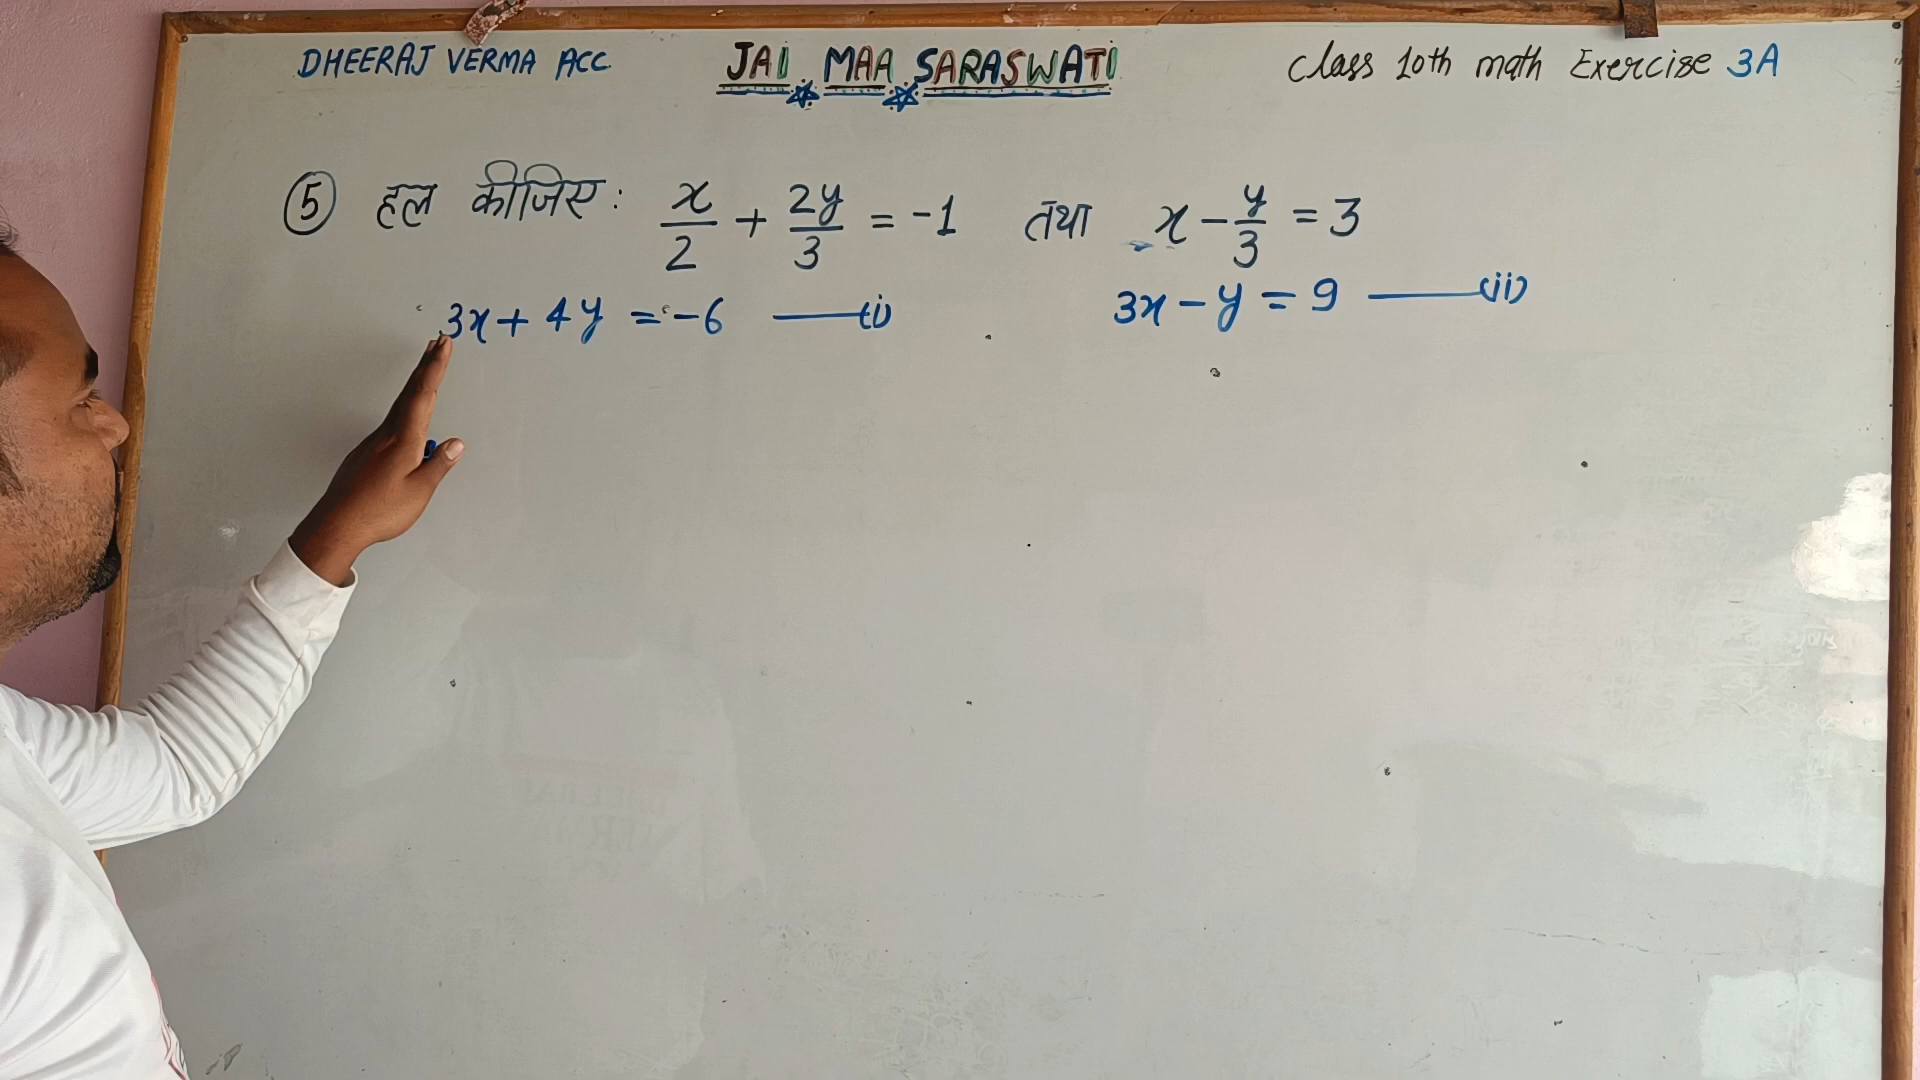 DHEERAJ VERMA ACC JAI MAA SARASWATI Class 10th math Exercise 3A
⑤ हल कीजिए: x/2 + 2y/3 = -1 तथा x - y/3 = 3
3x + 4y = -6 —(i) 3x - y = 9 —(ii)